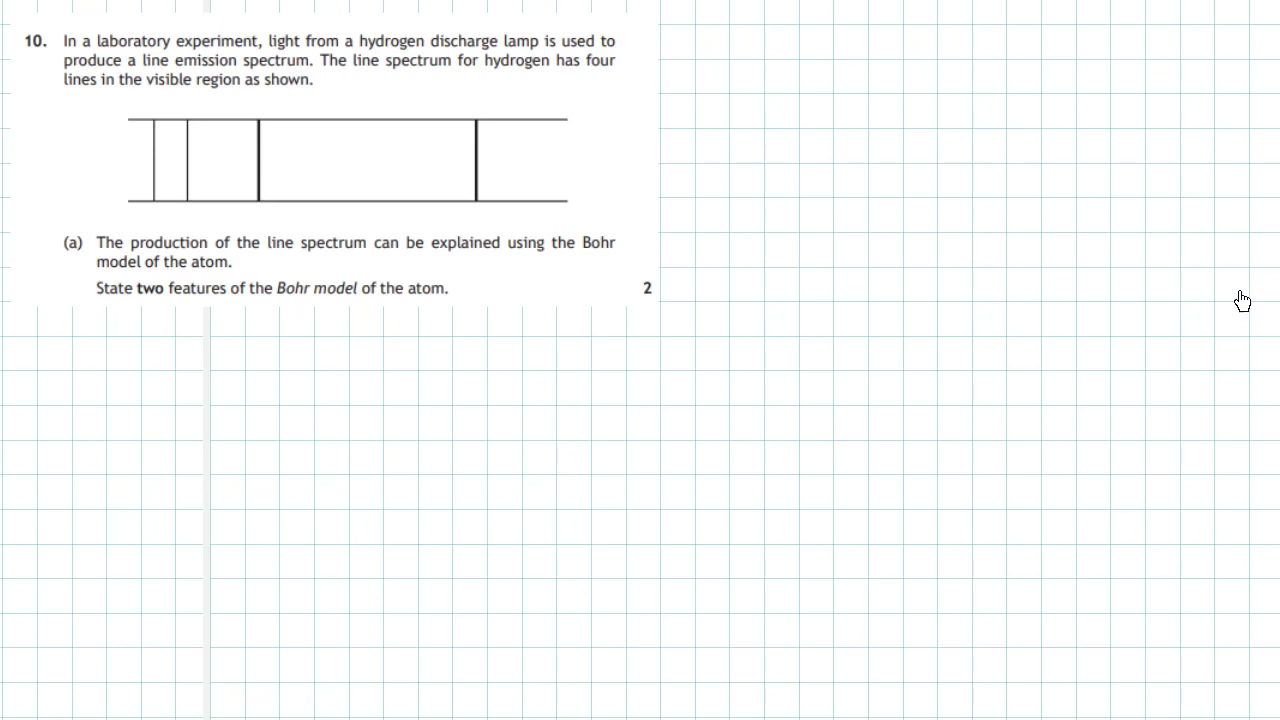 10. In a laboratory experiment, light from a hydrogen discharge lamp is used to
produce a line emission spectrum. The line spectrum for hydrogen has four
lines in the visible region as shown.
(a) The production of the line spectrum can be explained using the Bohr
model of the atom.
State two features of the Bohr model of the atom. 2